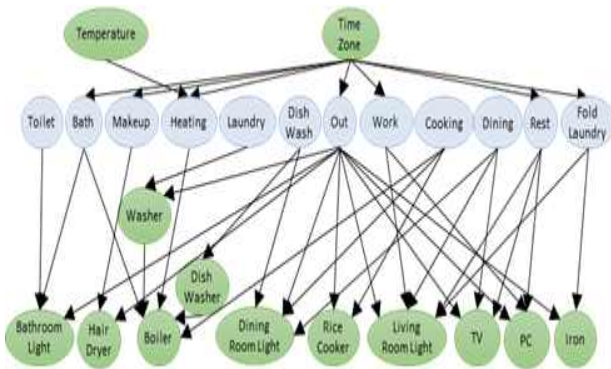 Temperature
Time
Zone
Toilet
Bath
Makeup
Heating
Laundry
Dish
Wash
Out
Work
Cooking
Dining
Rest
Fold
Laundry
Washer
Dish
Washer
Bathroom
Light
Hair
Dryer
Boiler
Dining
Room Light
Rice
Cooker
Living
Room Light
TV
PC
Iron